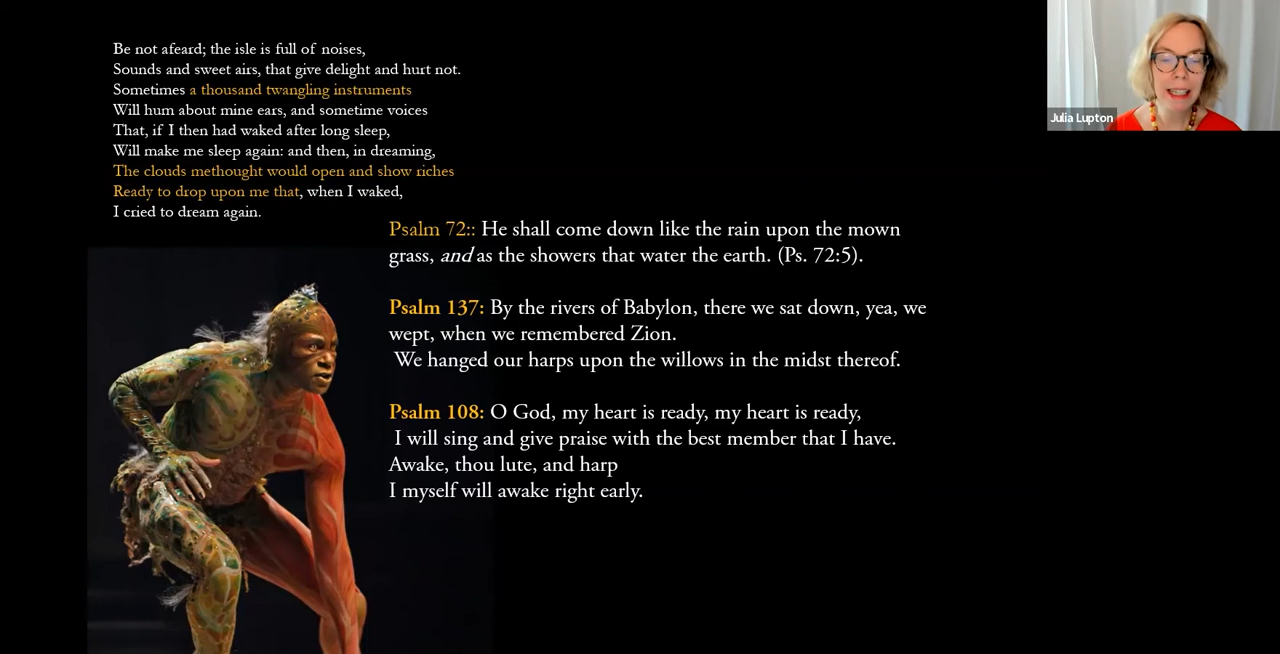 Be not afeard; the isle is full of noises,
Sounds and sweet airs, that give delight and hurt not.
Sometimes a thousand twangling instruments
Will hum about mine ears, and sometime voices
That, if I then had waked after long sleep,
Will make me sleep again: and then, in dreaming,
The clouds methought would open and show riches
Ready to drop upon me that, when I waked,
I cried to dream again.
Psalm 72:: He shall come down like the rain upon the mown
grass, and as the showers that water the earth. (Ps. 72:5).
Psalm 137: By the rivers of Babylon, there we sat down, yea, we
wept, when we remembered Zion.
We hanged our harps upon the willows in the midst thereof.
Psalm 108: O God, my heart is ready, my heart is ready,
I will sing and give praise with the best member that I have.
Awake, thou lute, and harp
I myself will awake right early.
Julia Lupton